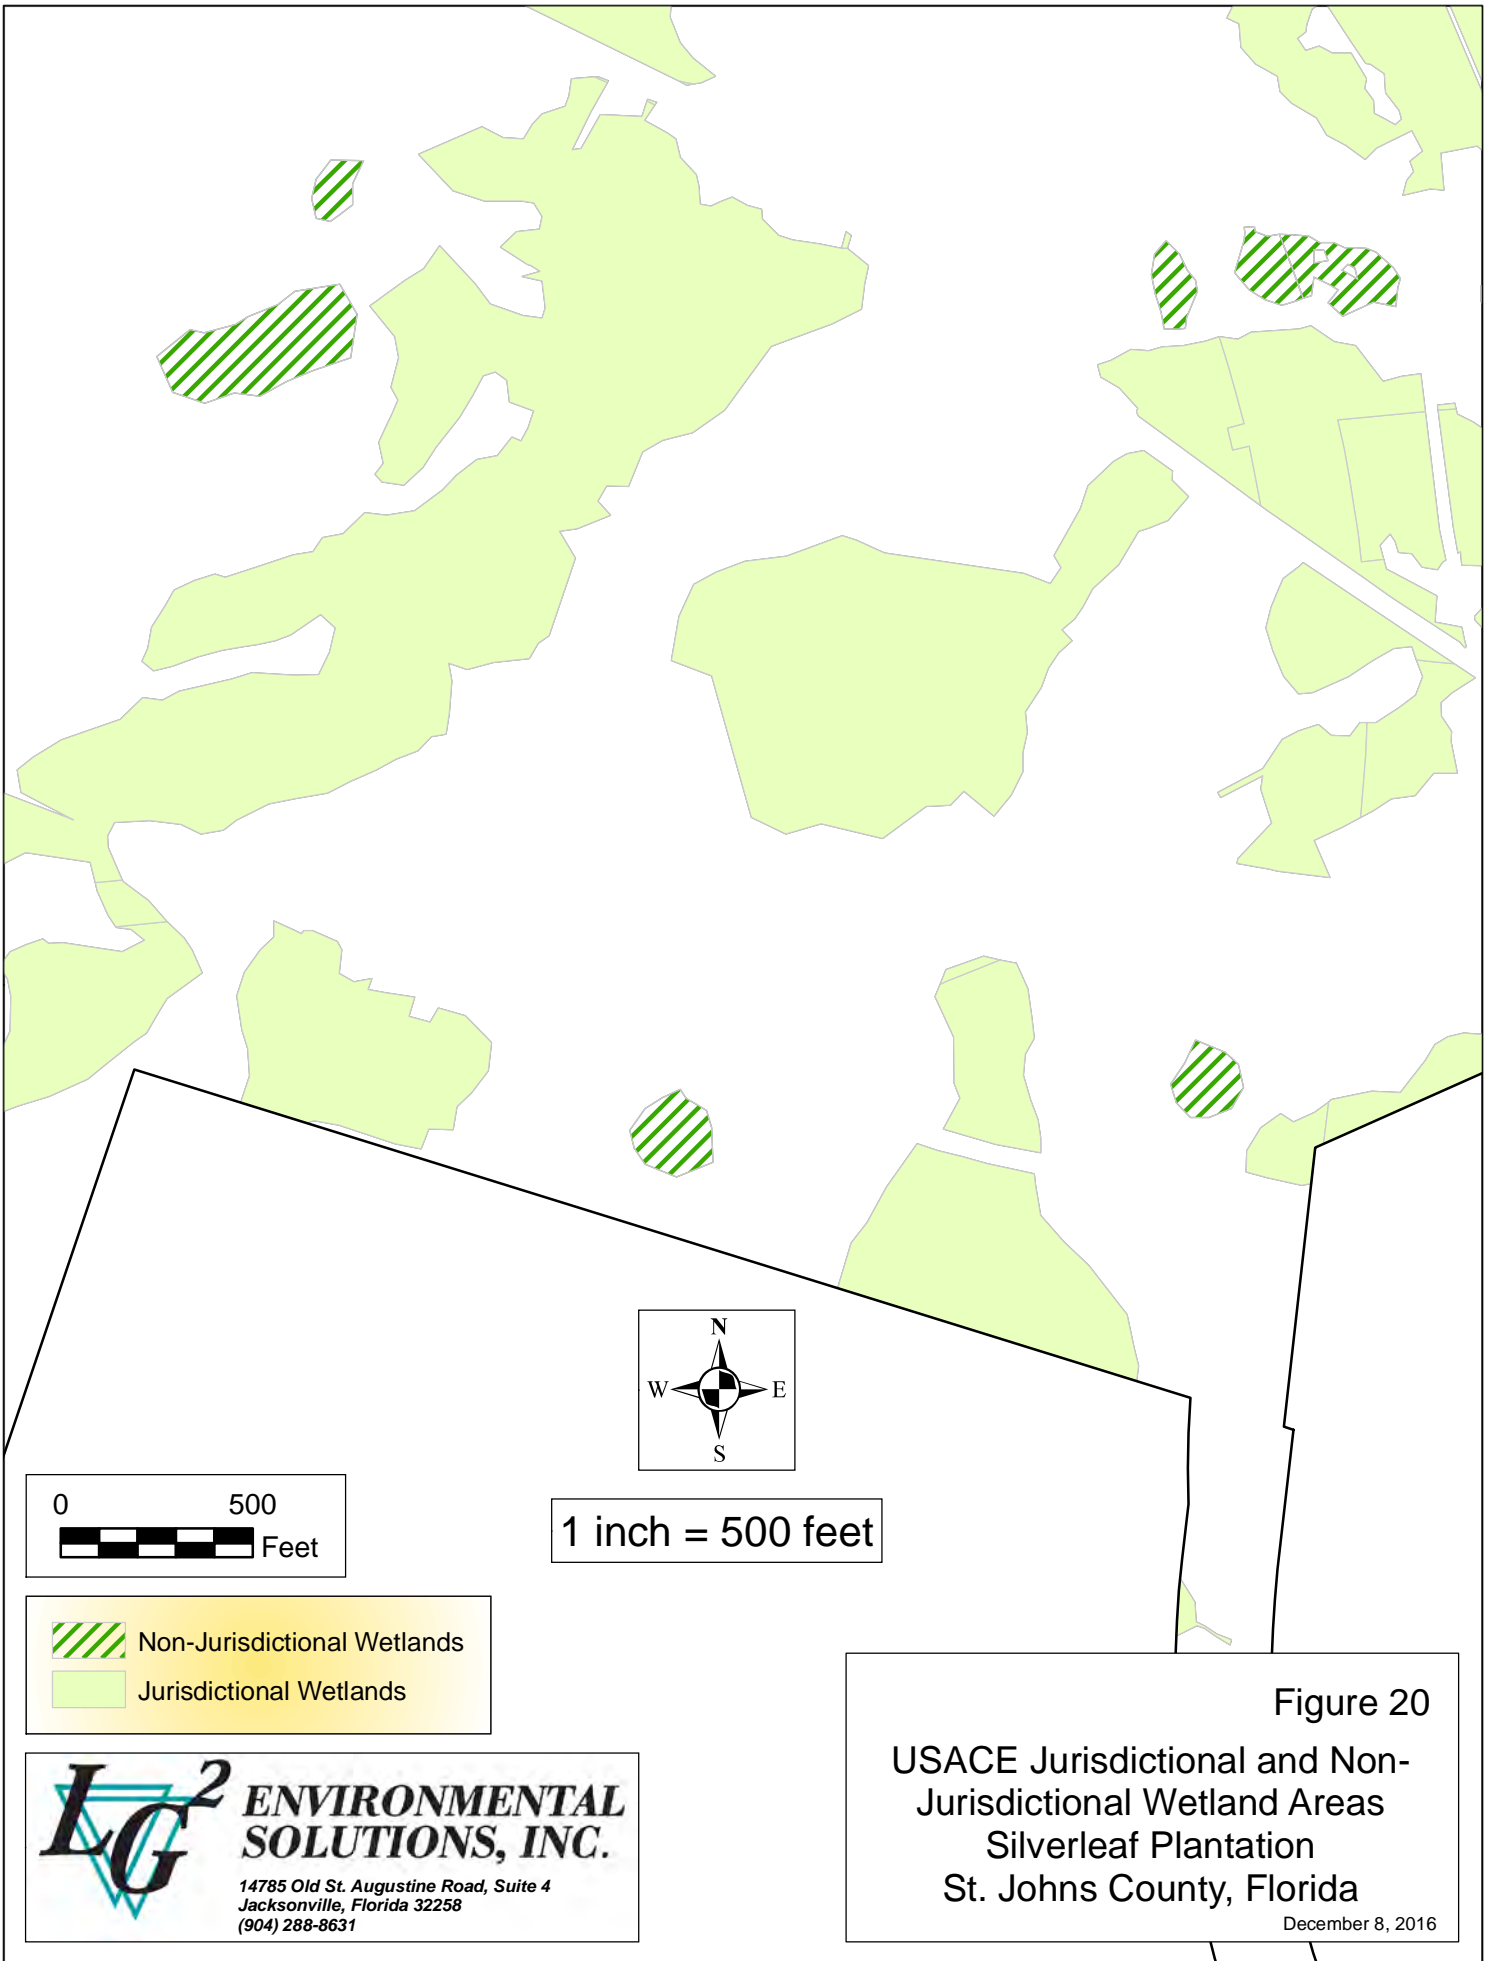 N
W E
S
0 500
Feet
1 inch = 500 feet
Non-Jurisdictional Wetlands
Jurisdictional Wetlands
LG2 ENVIRONMENTAL
SOLUTIONS, INC.
14785 Old St. Augustine Road, Suite 4
Jacksonville, Florida 32258
(904) 288-8631
Figure 20
USACE Jurisdictional and Non-
Jurisdictional Wetland Areas
Silverleaf Plantation
St. Johns County, Florida
December 8, 2016